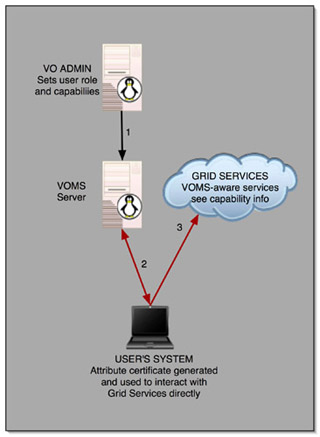 VO ADMIN
Sets user role
and capabiliies
1
VOMS
Server
GRID SERVICES
VOMS-aware services
see capability info
2
3
USER'S SYSTEM
Attribute certificate generated
and used to interact with
Grid Services directly